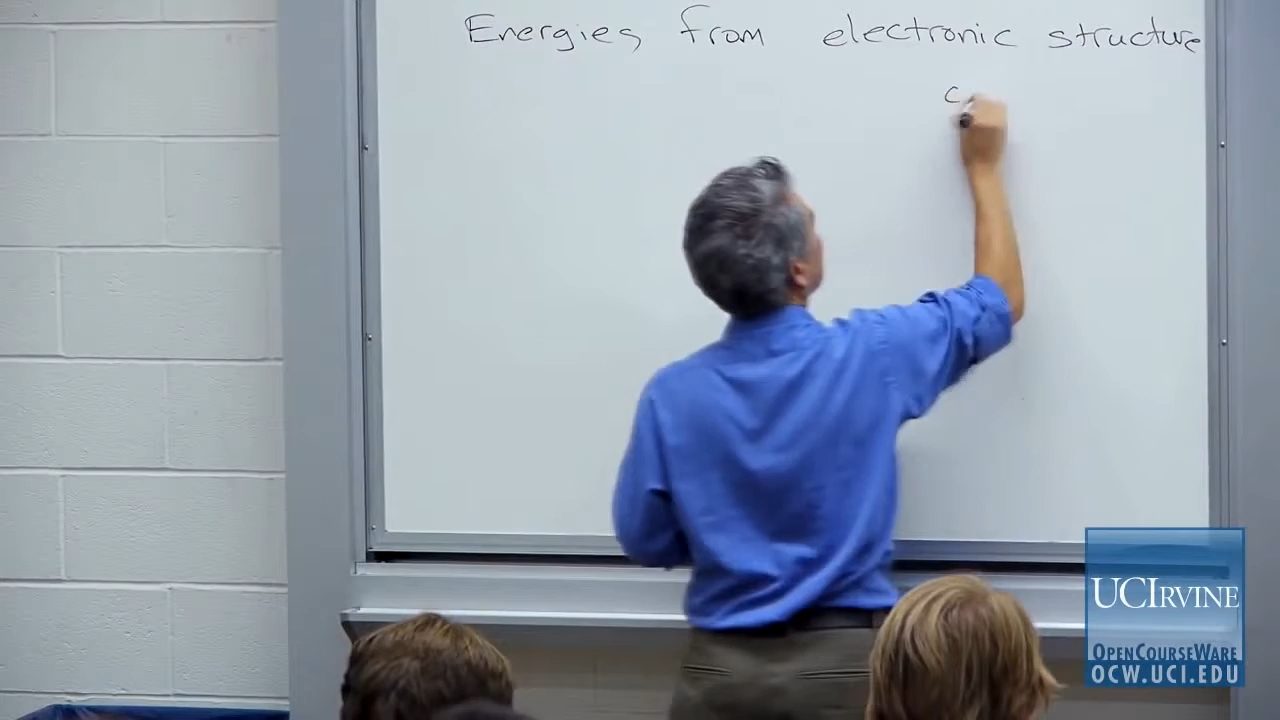 Energies from electronic structure
c
UCIRVINE
OPENCOURSEWARE
OCW.UCI.EDU